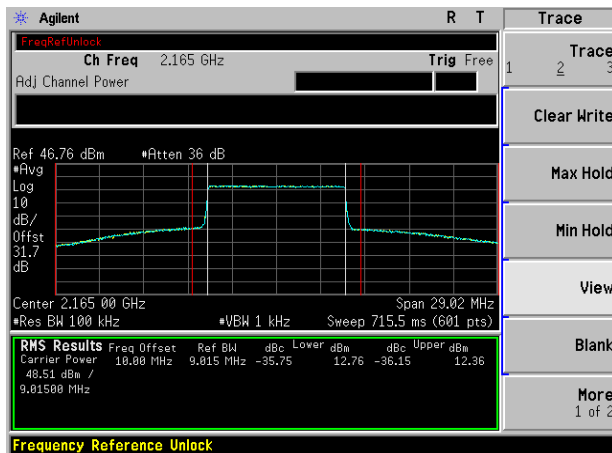 Agilent R T Trace
FreqRefUnlock
Ch Freq 2.165 GHz Trig Free
Adj Channel Power
Trace
1 2 3
Clear Write
Max Hold
Min Hold
View
Blank
More
1 of 2
Ref 46.76 dBm #Atten 36 dB
#Avg
Log
10
dB/
Offst
31.7
dB
Center 2.165 00 GHz Span 29.02 MHz
#Res BW 100 kHz #VBW 1 kHz Sweep 715.5 ms (601 pts)
RMS Results Freq Offset Ref BW dBc Lower dBm dBc Upper dBm
Carrier Power 10.00 MHz 9.015 MHz -35.75 12.76 -36.15 12.36
48.51 dBm /
9.01500 MHz
Frequency Reference Unlock